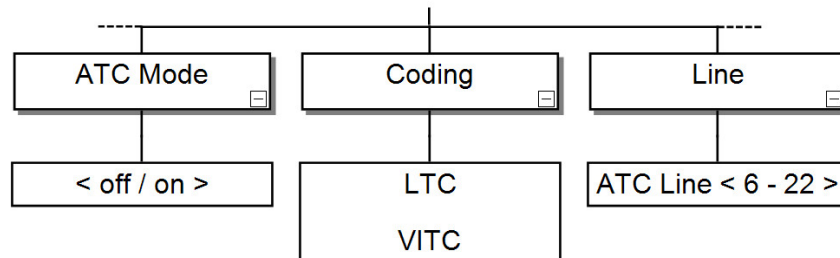 ATC Mode
Coding
Line
< off / on >
LTC
VITC
ATC Line < 6 - 22 >